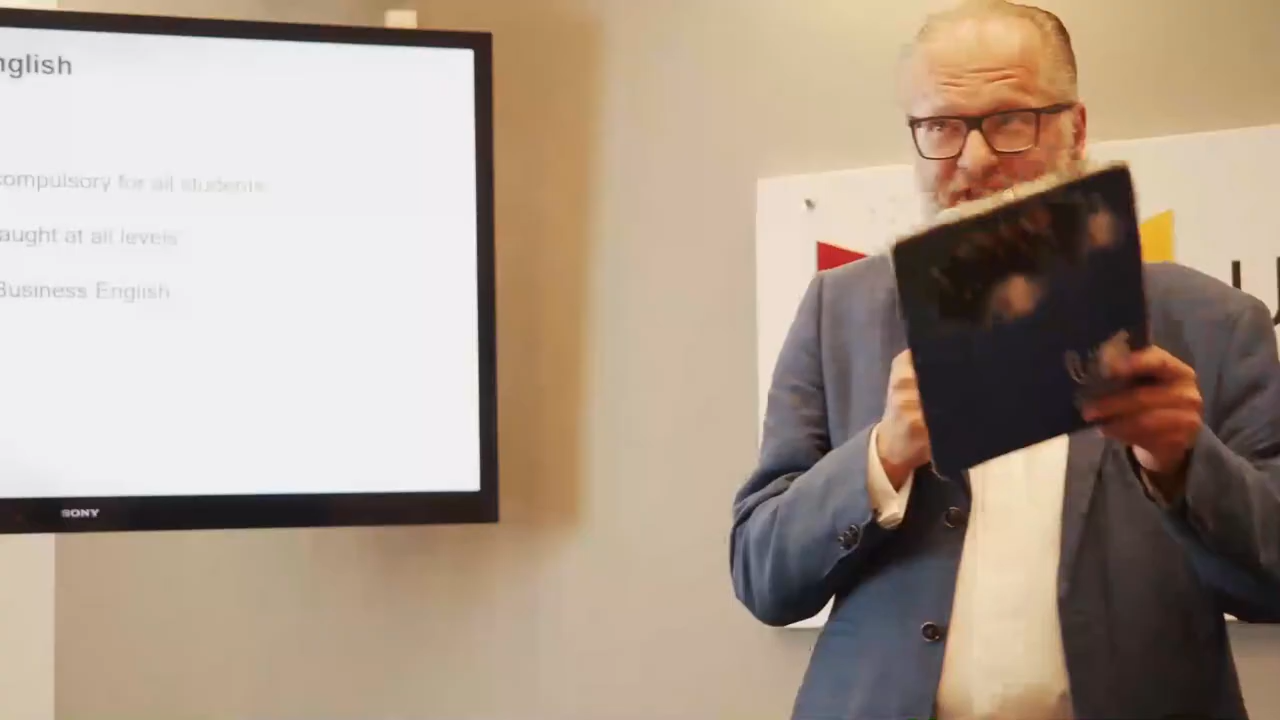 nglish
compulsory for all students
aught at all levels
Business English
SONY